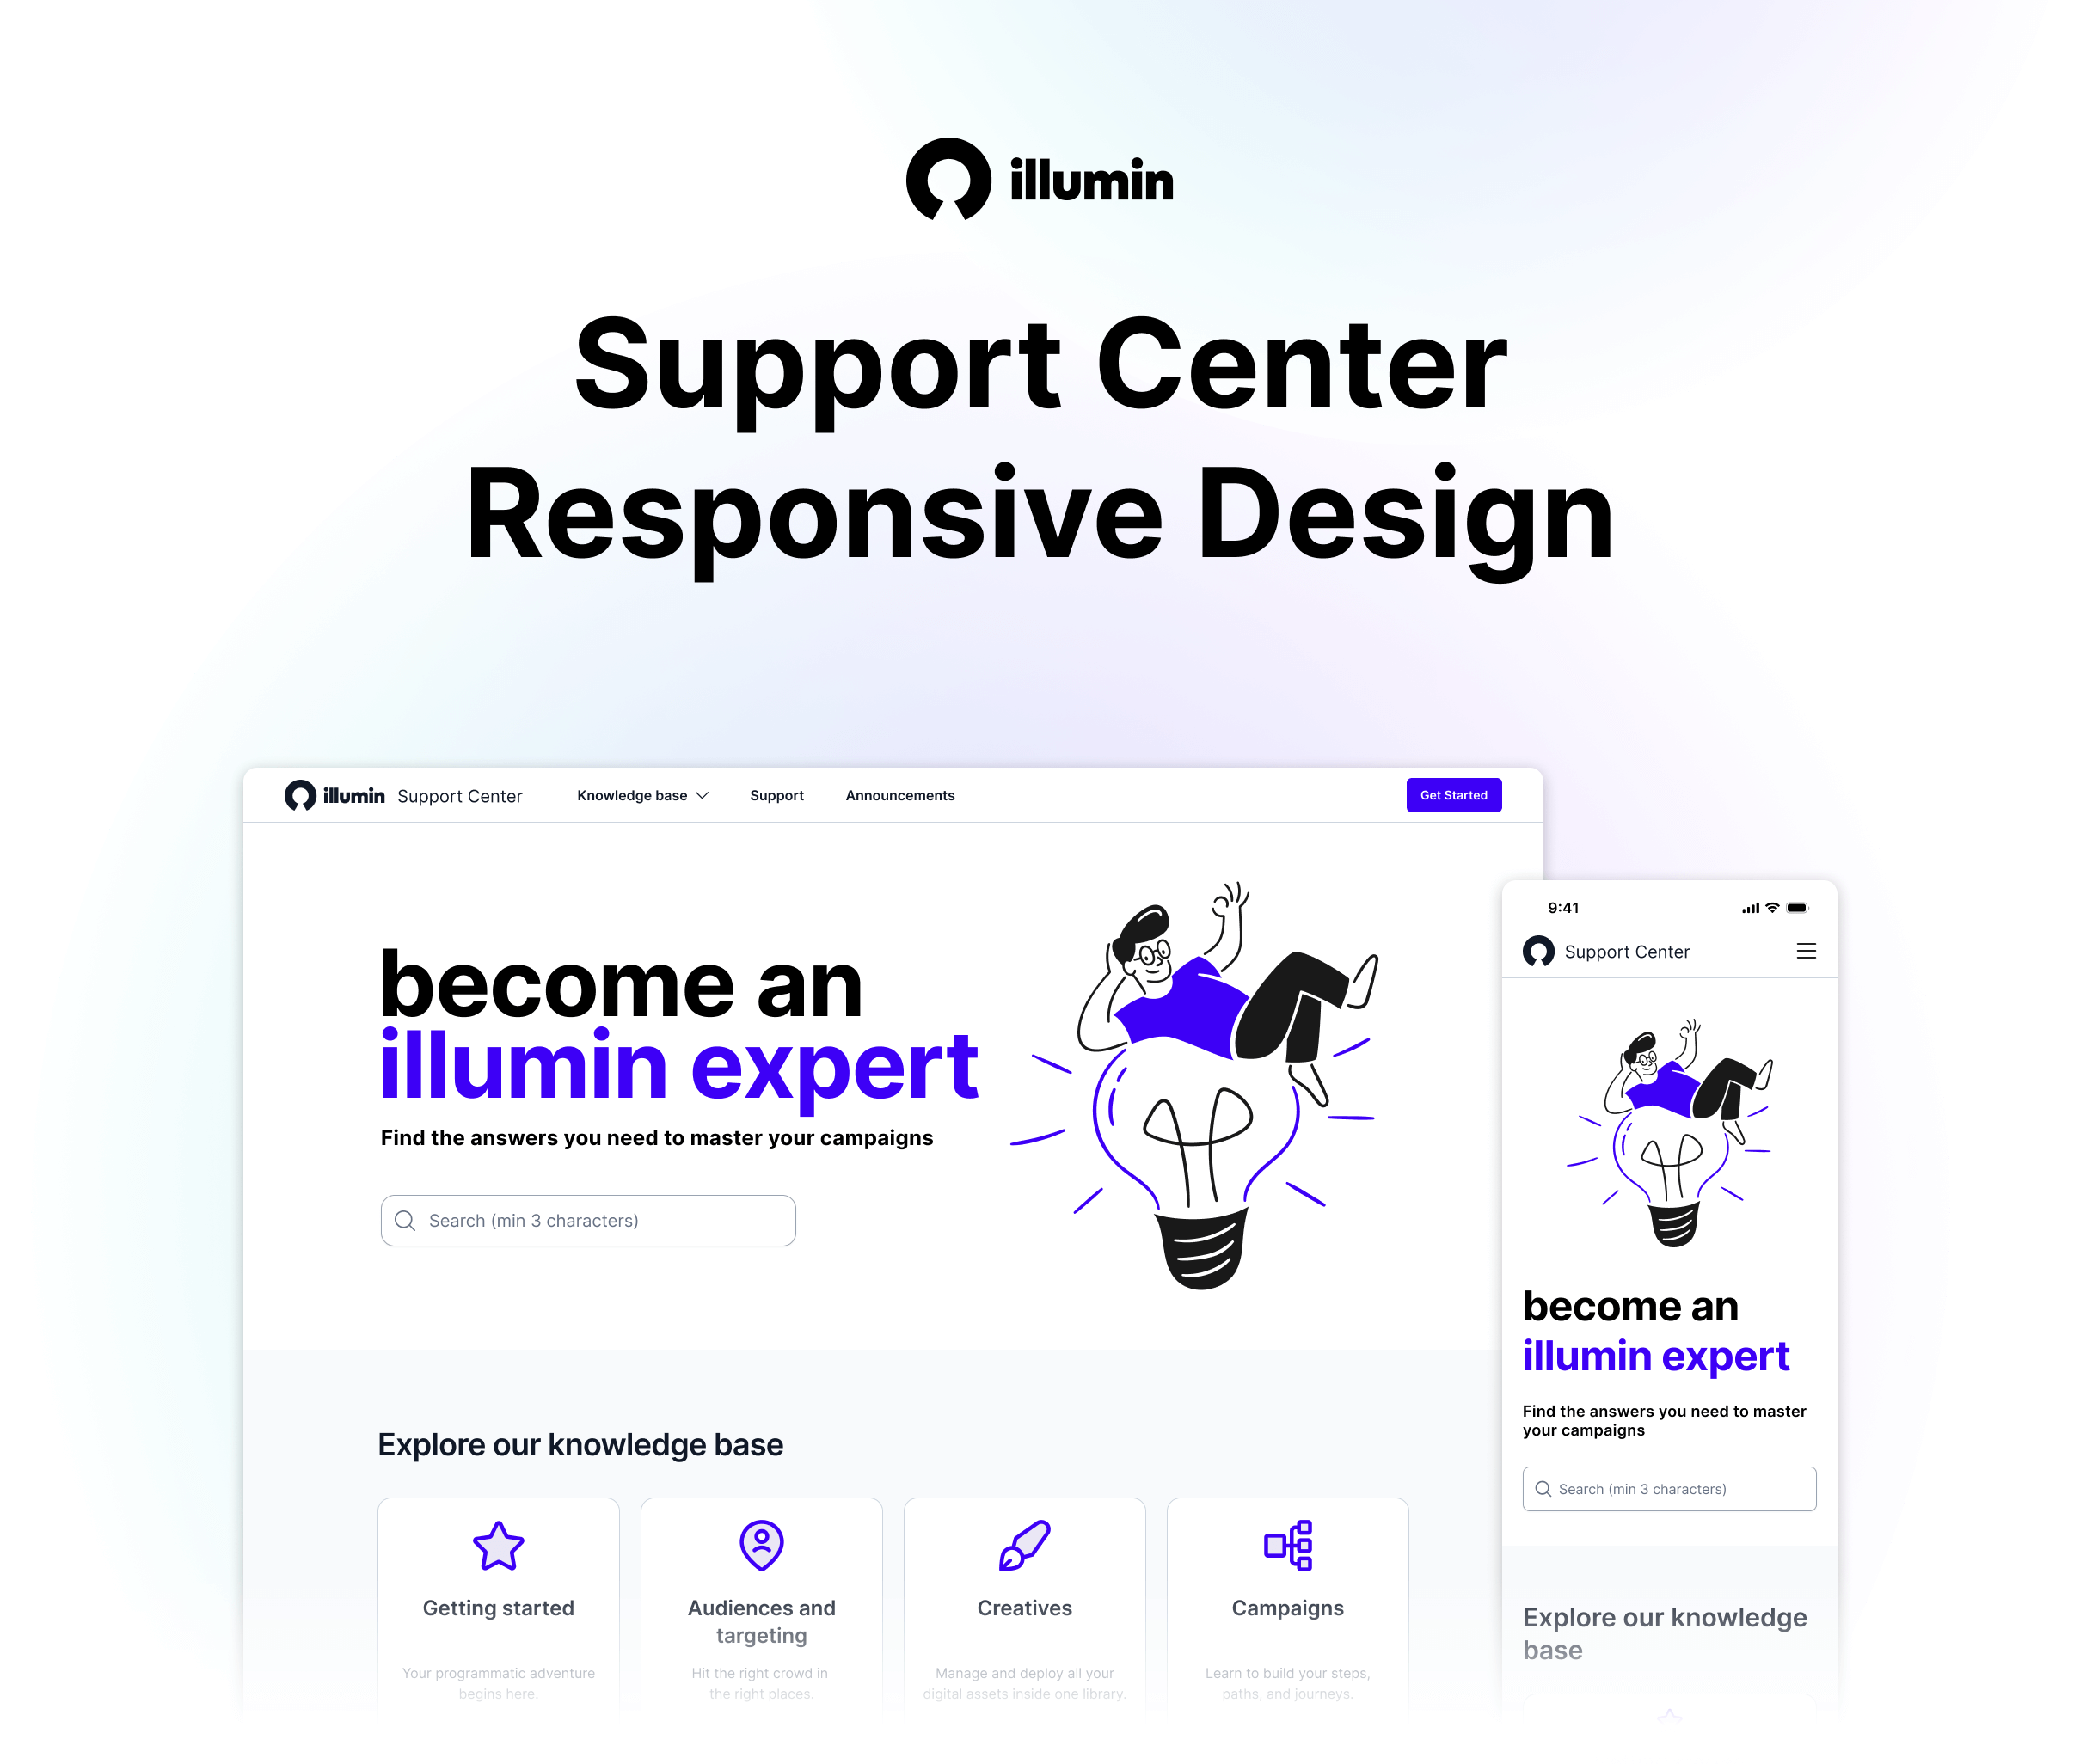 illumin
Support Center
Responsive Design
illumin Support Center
Knowledge base
Support
Announcements
Get Started
become an
illumin expert
Find the answers you need to master your campaigns
Search (min 3 characters)
Explore our knowledge base
Getting started
Your programmatic adventure
begins here.
Audiences and
targeting
Hit the right crowd in
the right places.
Creatives
Manage and deploy all your
digital assets inside one library.
Campaigns
Learn to build your steps,
paths, and journeys.
9:41
Support Center
become an
illumin expert
Find the answers you need to master
your campaigns
Search (min 3 characters)
Explore our knowledge
base